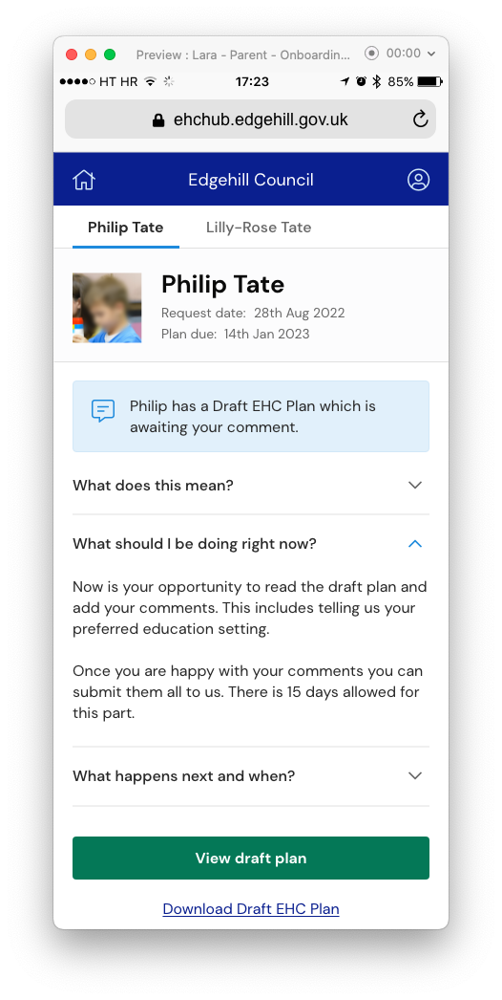 Preview : Lara - Parent - Onboardin... 00:00
HT HR 17:23 85%
ehchub.edgehill.gov.uk
Edgehill Council
Philip Tate Lilly-Rose Tate
Philip Tate
Request date: 28th Aug 2022
Plan due: 14th Jan 2023
Philip has a Draft EHC Plan which is
awaiting your comment.
What does this mean?
What should I be doing right now?
Now is your opportunity to read the draft plan and
add your comments. This includes telling us your
preferred education setting.
Once you are happy with your comments you can
submit them all to us. There is 15 days allowed for
this part.
What happens next and when?
View draft plan
Download Draft EHC Plan